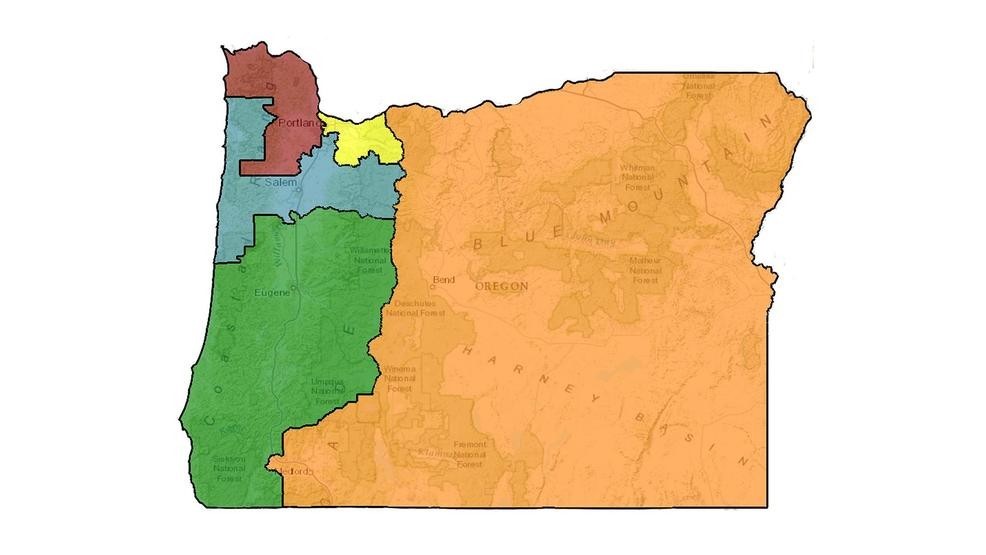 Umatilla
National
Forest
Portland
BLUE MOUNTAIN
Whitman
National
Forest
Salem
John Day
Willamette
National
Forest
Malheur
National
Forest
Bend
OREGON
Eugene
Deschutes
National Forest
Coastal
HARNEY BASIN
Winema
National
Forest
Umpqua
National
Forest
Fremont
National
Forest
Klamath
Siskiyou
National
Forest
Medford